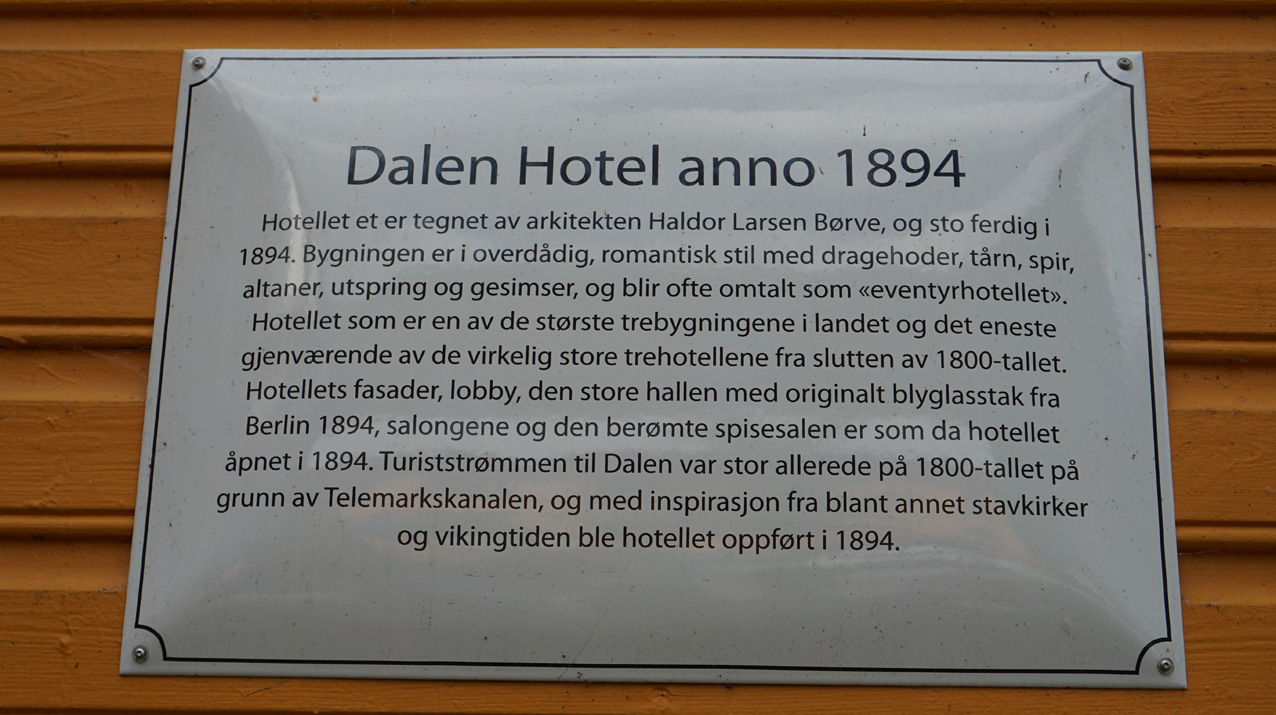 Dalen Hotel anno 1894
Hotellet et er tegnet av arkitekten Haldor Larsen Børve, og sto ferdig i
1894. Bygningen er i overdådig, romantisk stil med dragehoder, tårn, spir,
altaner, utspring og gesimser, og blir ofte omtalt som «eventyrhotellet».
Hotellet som er en av de største trebygningene i landet og det eneste
gjenværende av de virkelig store trehotellene fra slutten av 1800-tallet.
Hotellets fasader, lobby, den store hallen med originalt blyglasstak fra
Berlin 1894, salongene og den berømte spisesalen er som da hotellet
åpnet i 1894. Turiststrømmen til Dalen var stor allerede på 1800-tallet på
grunn av Telemarkskanalen, og med inspirasjon fra blant annet stavkirker
og vikingtiden ble hotellet oppført i 1894.